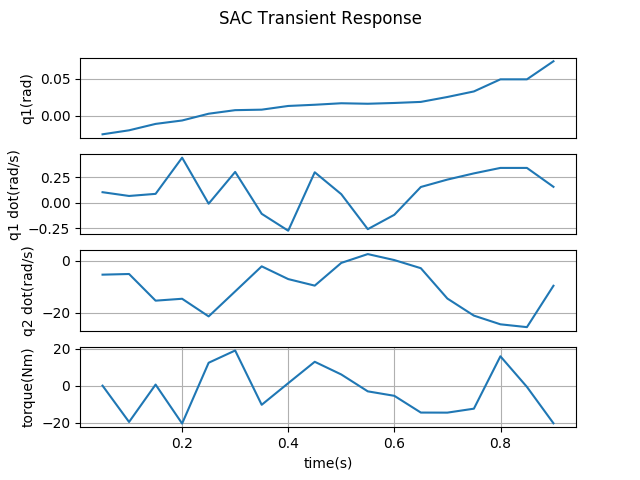 SAC Transient Response
q1(rad)
0.05
0.00
q1 dot(rad/s)
0.25
0.00
−0.25
q2 dot(rad/s)
0
−20
torque(Nm)
20
0
−20
0.2 0.4 0.6 0.8
time(s)